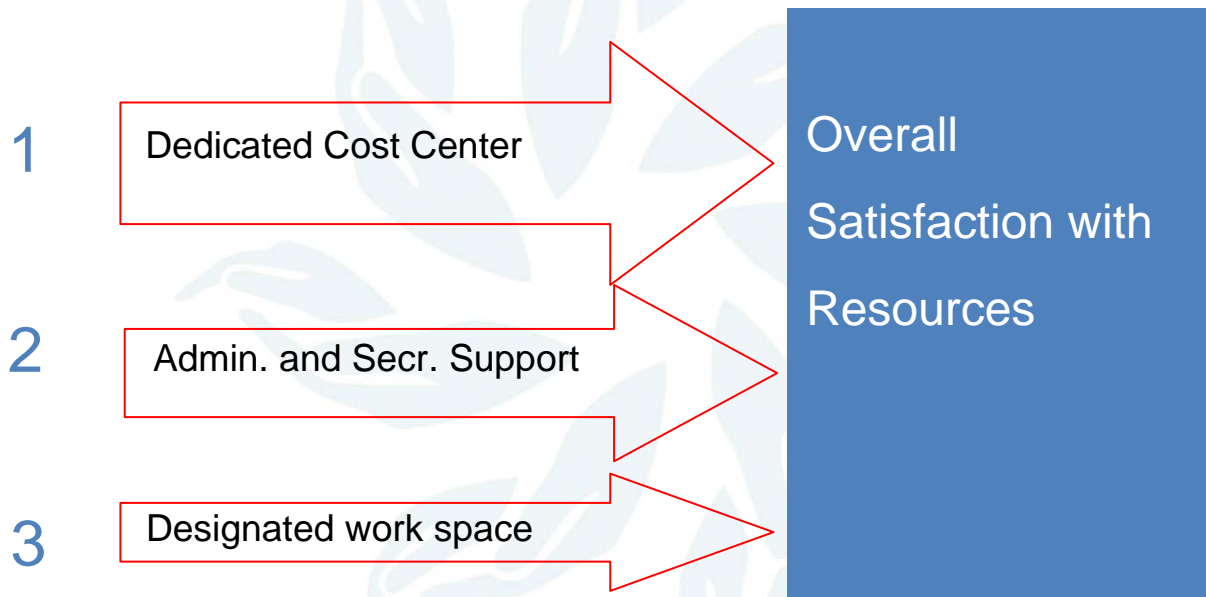 1
Dedicated Cost Center
2
Admin. and Secr. Support
3
Designated work space
Overall
Satisfaction with
Resources